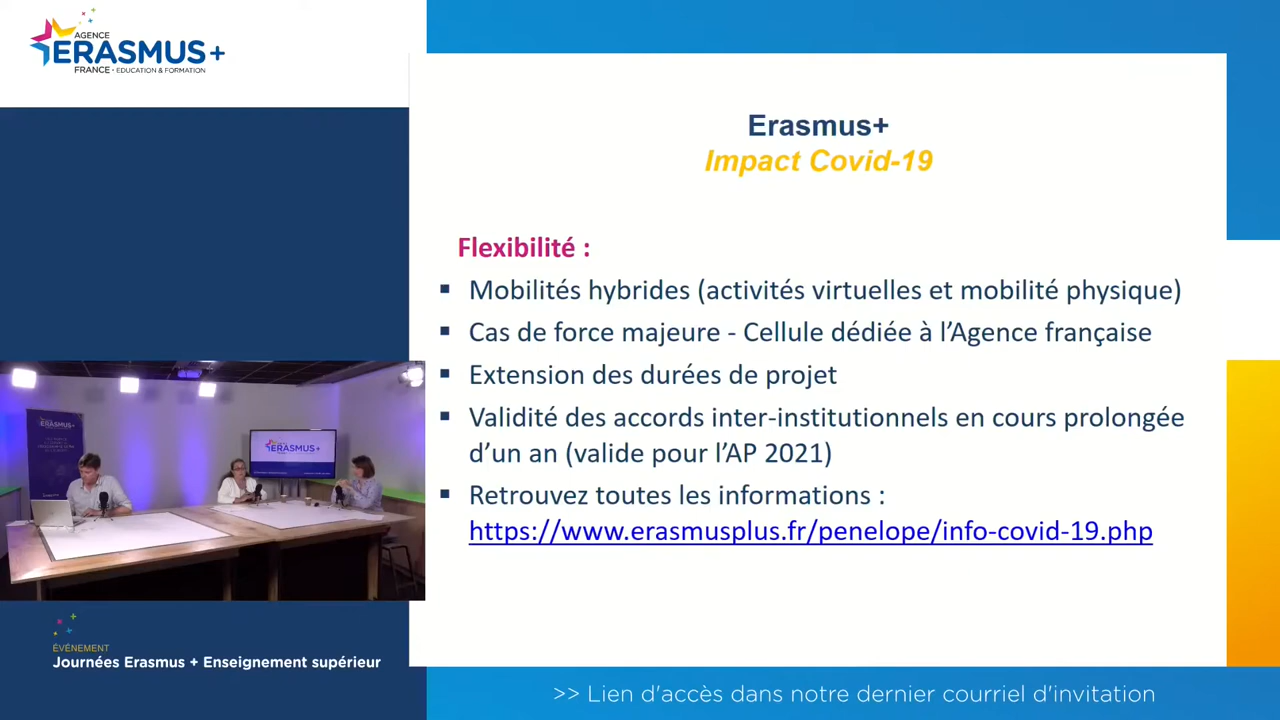 AGENCE
ERASMUS+
FRANCE • EDUCATION & FORMATION
Erasmus+
Impact Covid-19
Flexibilité :
▪ Mobilités hybrides (activités virtuelles et mobilité physique)
▪ Cas de force majeure - Cellule dédiée à l’Agence française
▪ Extension des durées de projet
▪ Validité des accords inter-institutionnels en cours prolongée
d’un an (valide pour l’AP 2021)
▪ Retrouvez toutes les informations :
https://www.erasmusplus.fr/penelope/info-covid-19.php
ERASMUS+
ERASMUS+
ÉVÉNEMENT
Journées Erasmus + Enseignement supérieur
>> Lien d'accès dans notre dernier courriel d'invitation